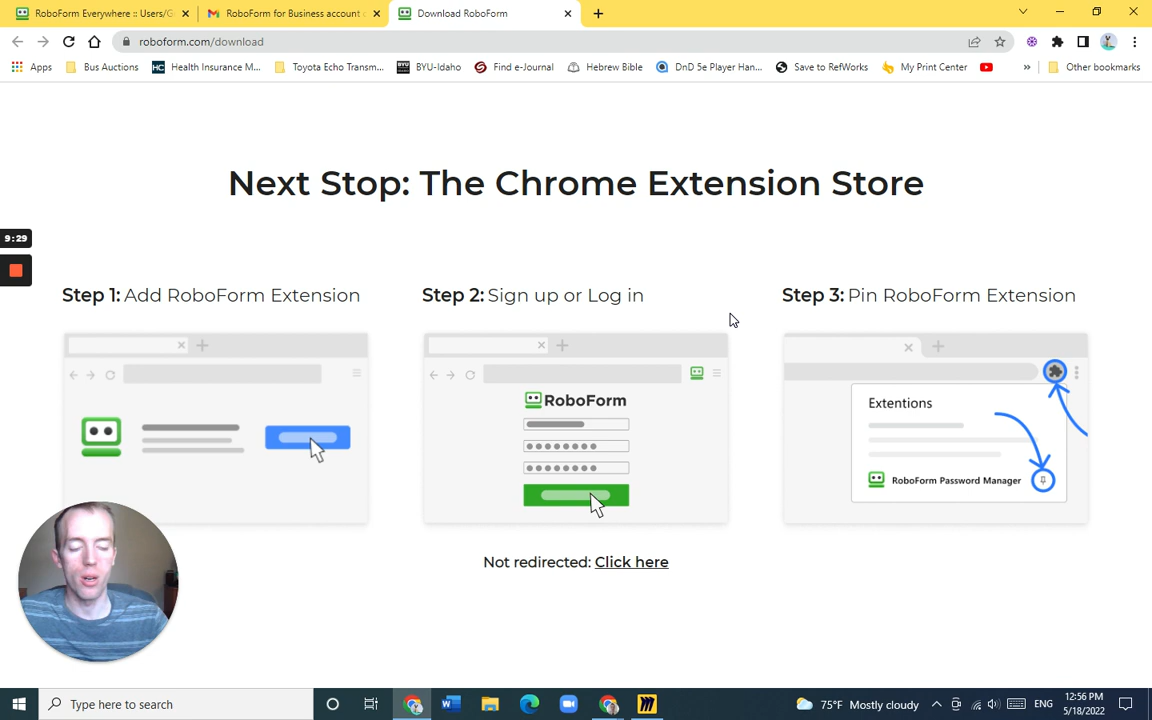 RoboForm Everywhere :: Users/G
RoboForm for Business account
Download RoboForm
roboform.com/download
Apps
Bus Auctions
HC
Health Insurance M...
Toyota Echo Transm...
BYU-Idaho
Find e-Journal
Hebrew Bible
DnD 5e Player Han...
Save to RefWorks
My Print Center
Other bookmarks
Next Stop: The Chrome Extension Store
9:29
Step 1: Add RoboForm Extension
Step 2: Sign up or Log in
Step 3: Pin RoboForm Extension
RoboForm
Extentions
RoboForm Password Manager
Not redirected: Click here
Type here to search
75°F Mostly cloudy
ENG
12:56 PM
5/18/2022